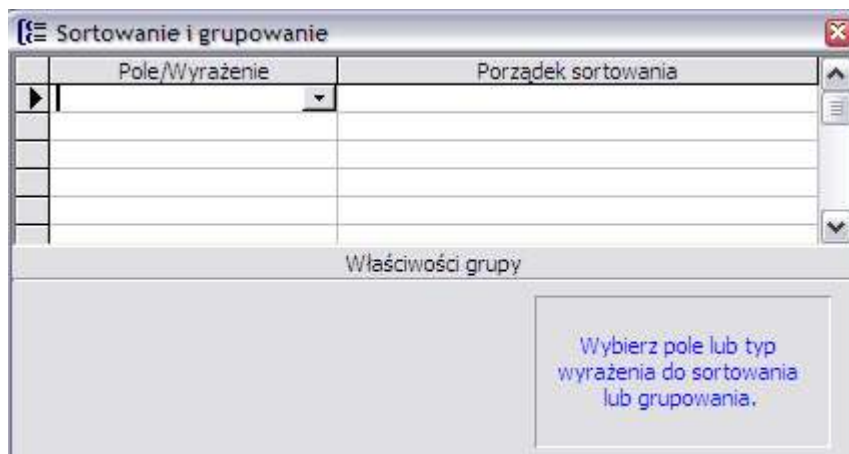 Sortowanie i grupowanie
Pole/Wyrażenie Porządek sortowania
Właściwości grupy
Wybierz pole lub typ
wyrażenia do sortowania
lub grupowania.